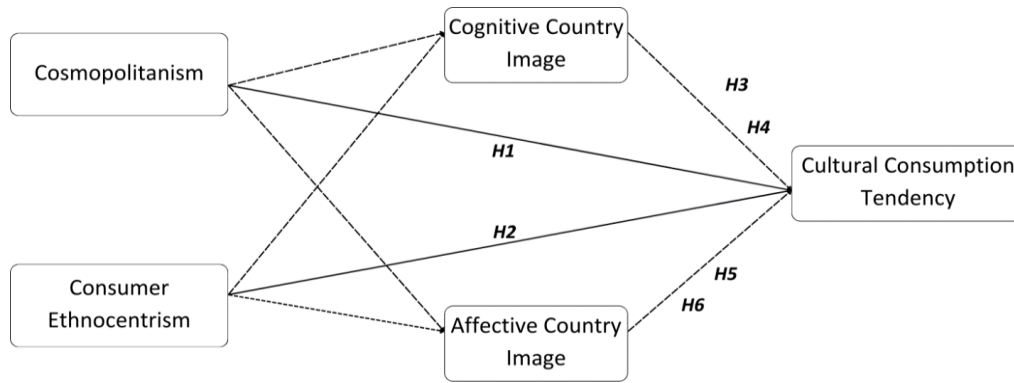 Cosmopolitanism
Cognitive Country
Image
H3
H4
H1
Cultural Consumption
Tendency
H2
Consumer
Ethnocentrism
H5
H6
Affective Country
Image